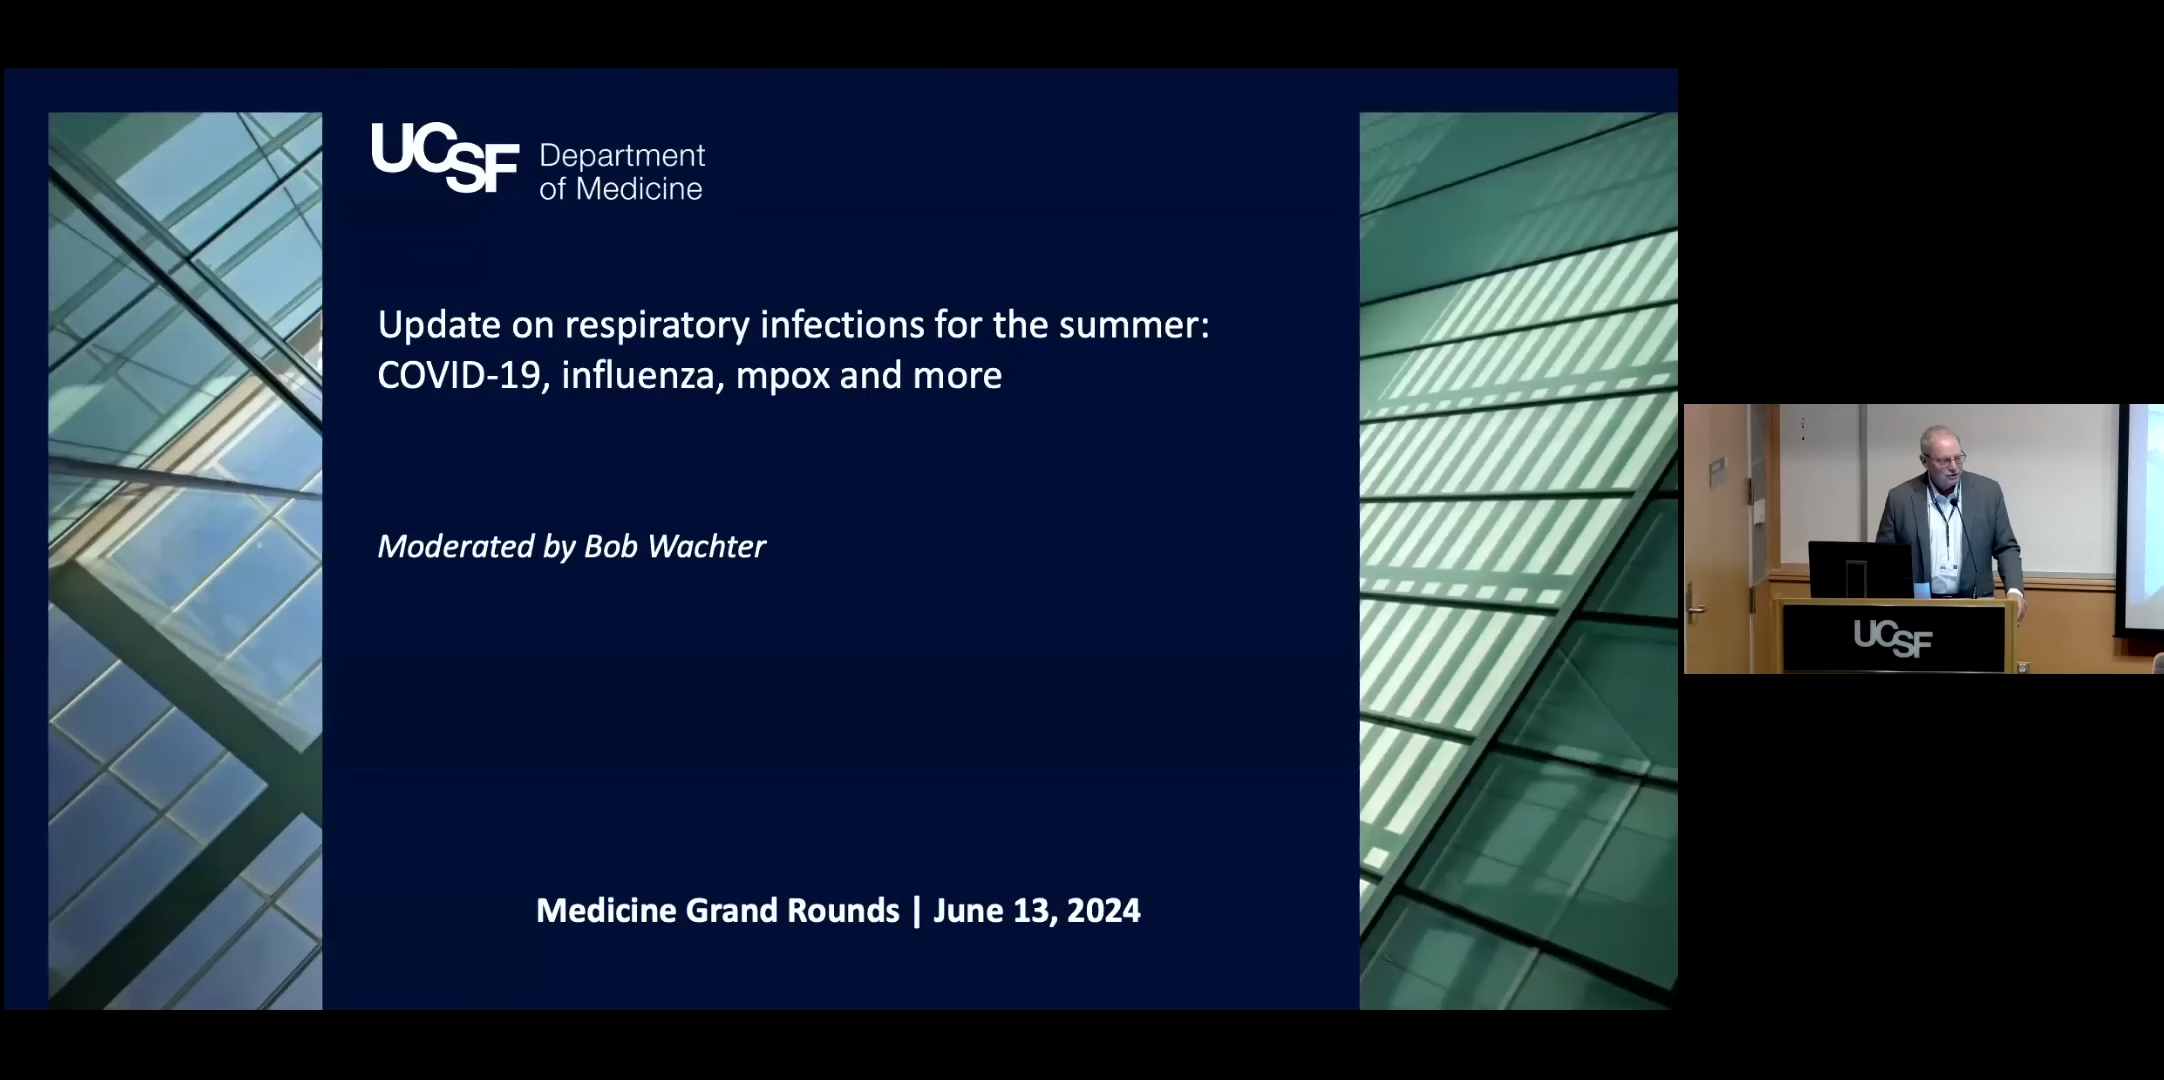 UCSF Department
of Medicine
Update on respiratory infections for the summer:
COVID-19, influenza, mpox and more
Moderated by Bob Wachter
Medicine Grand Rounds | June 13, 2024
UCSF